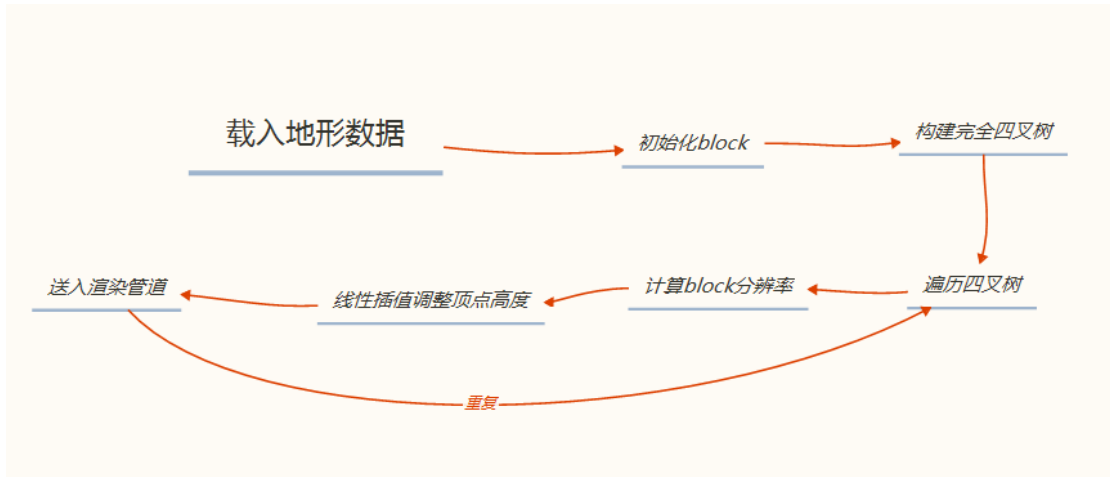 载入地形数据
初始化block
构建完全四叉树
遍历四叉树
计算block分辨率
线性插值调整顶点高度
送入渲染管道
重复